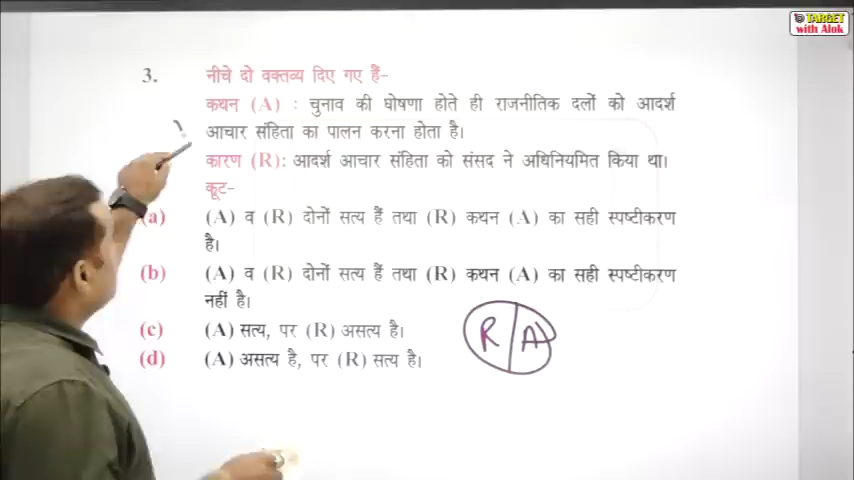 TARGET
with Alok
3. नीचे दो वक्तव्य दिए गए हैं-
कथन (A) : चुनाव की घोषणा होते ही राजनीतिक दलों को आदर्श
आचार संहिता का पालन करना होता है।
कारण (R): आदर्श आचार संहिता को संसद ने अधिनियमित किया था।
कूट-
(a) (A) व (R) दोनों सत्य हैं तथा (R) कथन (A) का सही स्पष्टीकरण
है।
(b) (A) व (R) दोनों सत्य हैं तथा (R) कथन (A) का सही स्पष्टीकरण
नहीं है।
(c) (A) सत्य, पर (R) असत्य है।
(d) (A) असत्य है, पर (R) सत्य है।
R A